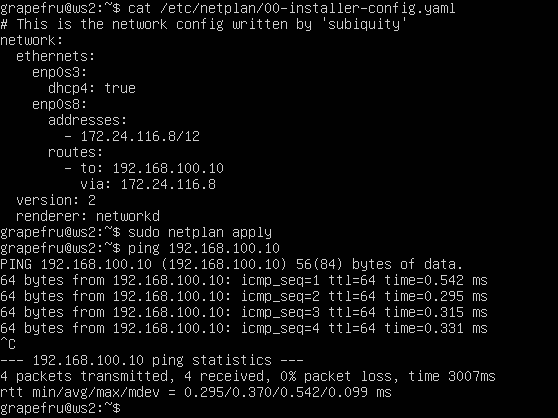 grapefru@ws2:~$ cat /etc/netplan/00-installer-config.yaml
# This is the network config written by 'subiquity'
network:
  ethernets:
    enp0s3:
      dhcp4: true
    enp0s8:
      addresses:
        - 172.24.116.8/12
      routes:
        - to: 192.168.100.10
          via: 172.24.116.8
  version: 2
  renderer: networkd
grapefru@ws2:~$ sudo netplan apply
grapefru@ws2:~$ ping 192.168.100.10
PING 192.168.100.10 (192.168.100.10) 56(84) bytes of data.
64 bytes from 192.168.100.10: icmp_seq=1 ttl=64 time=0.542 ms
64 bytes from 192.168.100.10: icmp_seq=2 ttl=64 time=0.295 ms
64 bytes from 192.168.100.10: icmp_seq=3 ttl=64 time=0.315 ms
64 bytes from 192.168.100.10: icmp_seq=4 ttl=64 time=0.331 ms
^C
--- 192.168.100.10 ping statistics ---
4 packets transmitted, 4 received, 0% packet loss, time 3007ms
rtt min/avg/max/mdev = 0.295/0.370/0.542/0.099 ms
grapefru@ws2:~$